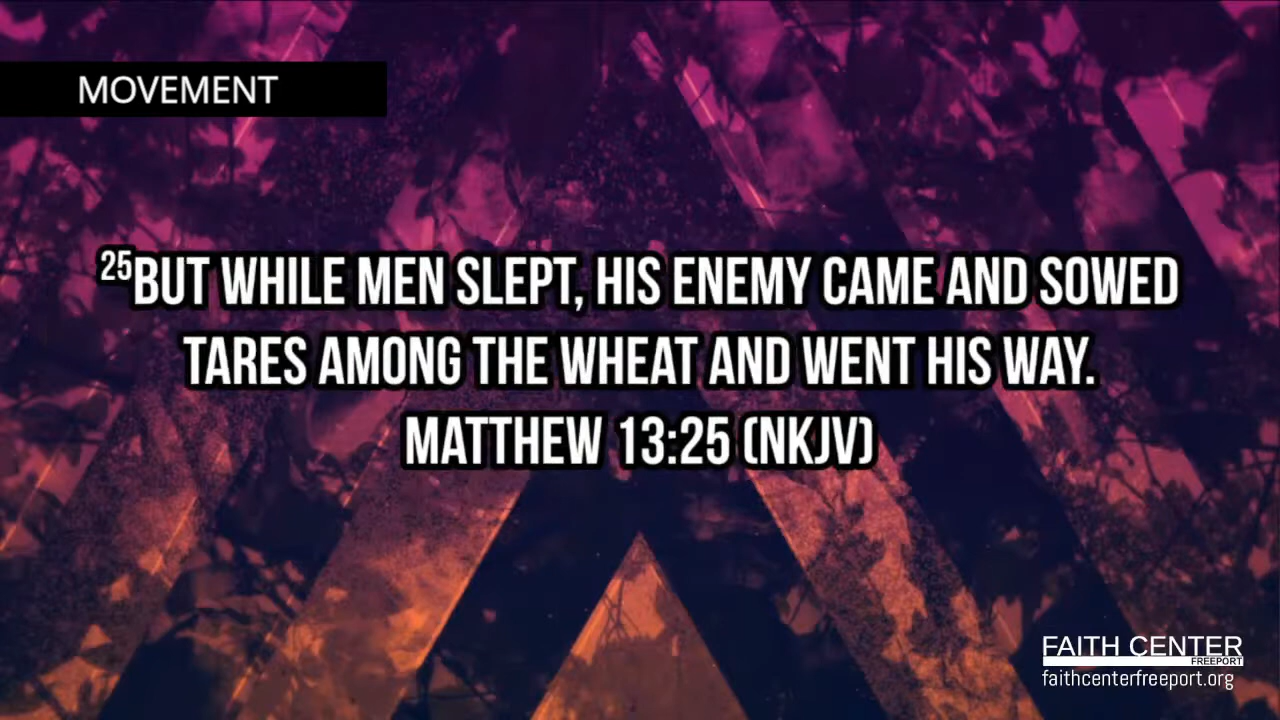 MOVEMENT
25BUT WHILE MEN SLEPT, HIS ENEMY CAME AND SOWED
TARES AMONG THE WHEAT AND WENT HIS WAY.
MATTHEW 13:25 (NKJV)
FAITH CENTER
FREEPORT
faithcenterfreeport.org